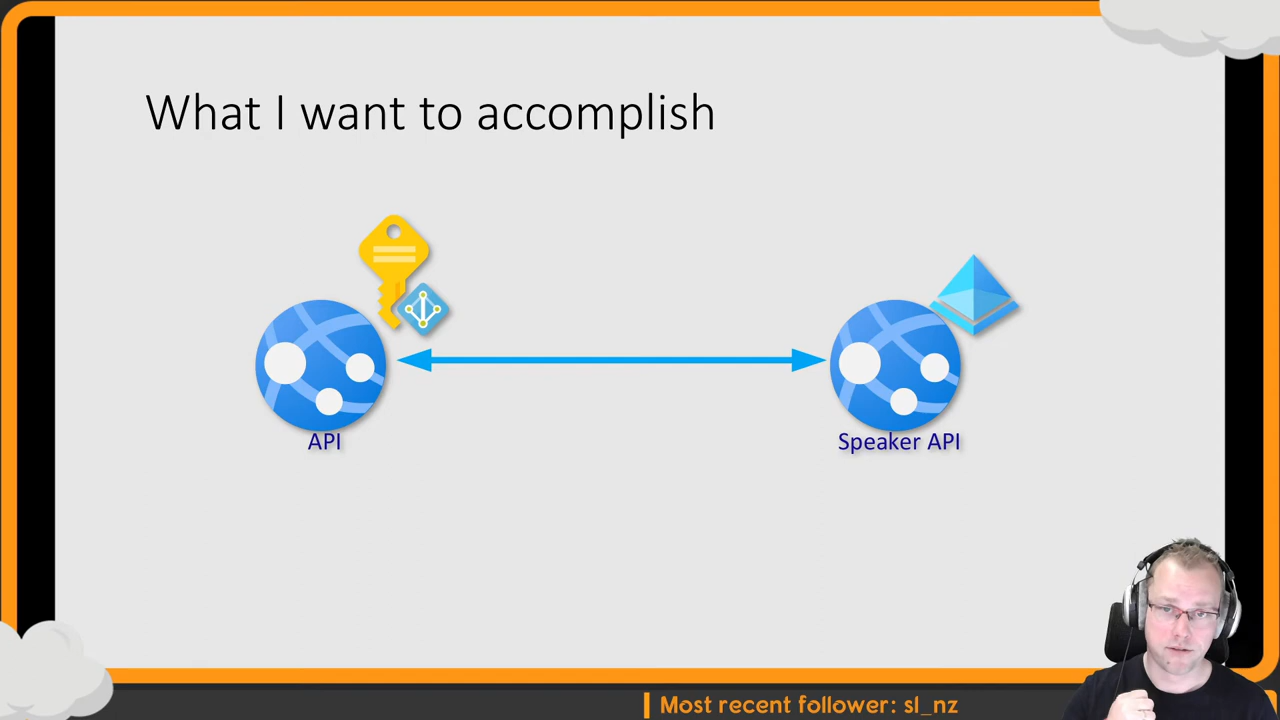 What I want to accomplish
API
Speaker API
Most recent follower: sl_nz